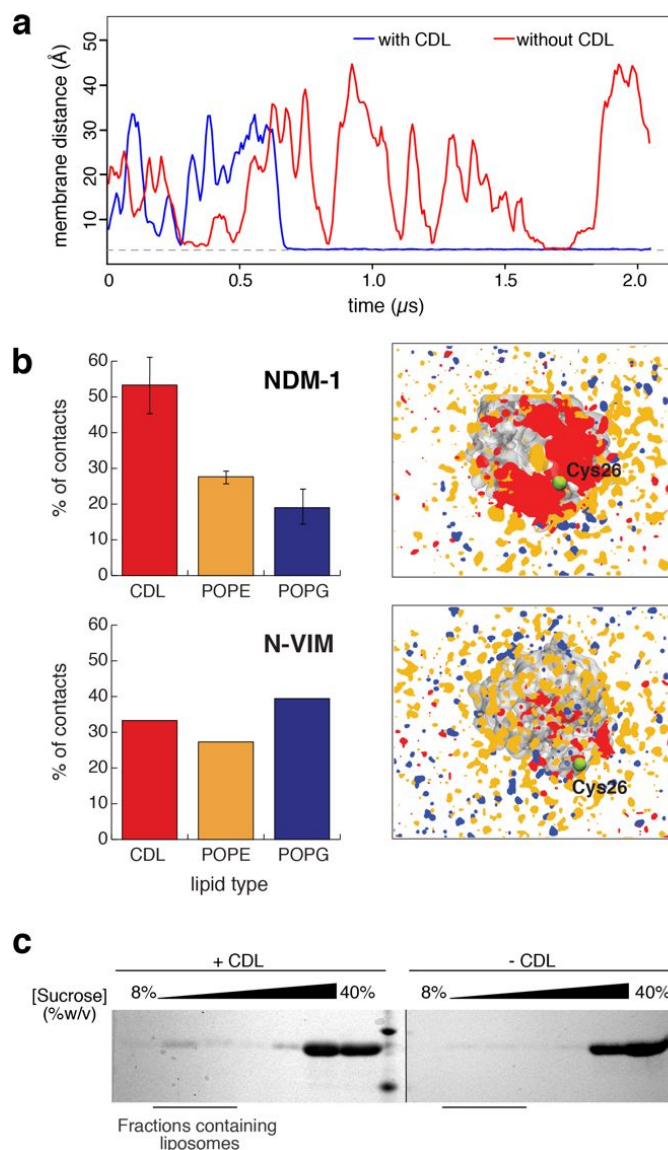 a
with CDL
without CDL
membrane distance (Å)
50
40
30
20
10
0
0.5
1.0
1.5
2.0
time (µs)
b
NDM-1
% of contacts
60
50
40
30
20
10
0
CDL
POPE
POPG
Cys26
N-VIM
% of contacts
60
50
40
30
20
10
0
CDL
POPE
POPG
lipid type
Cys26
c
+ CDL
- CDL
[Sucrose]
(%w/v)
8%
40%
8%
40%
Fractions containing
liposomes